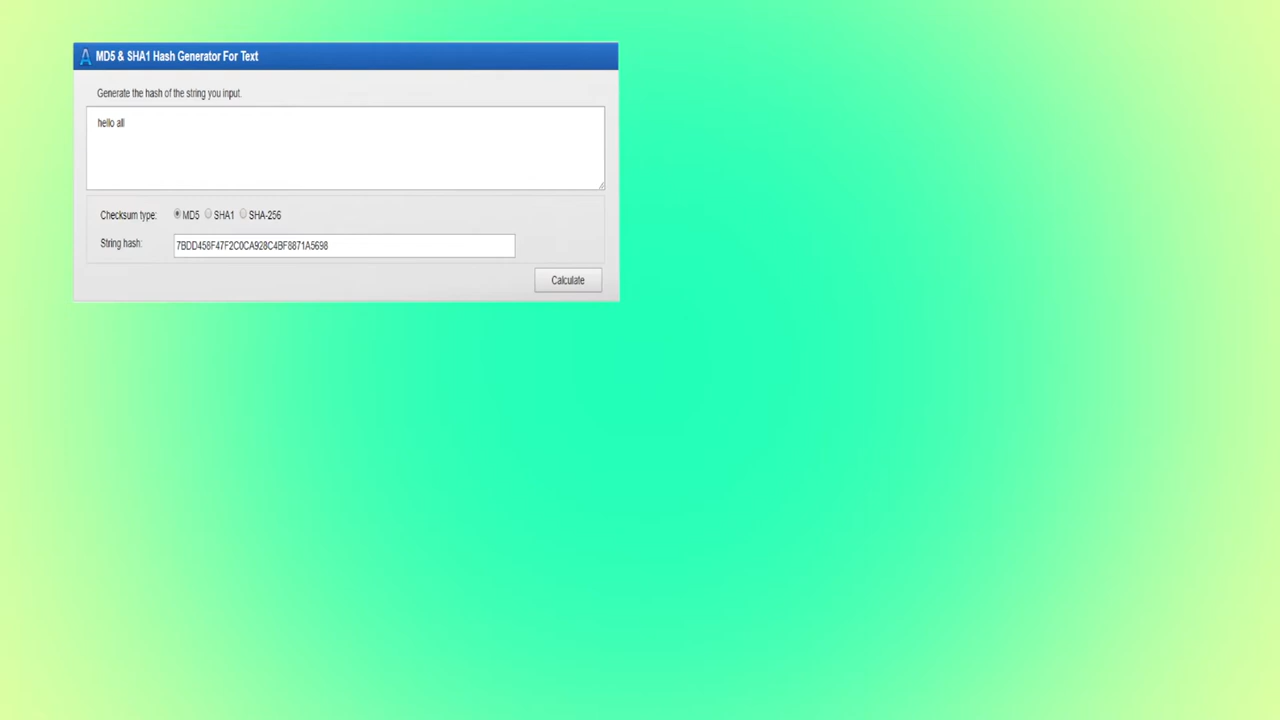 MD5 & SHA1 Hash Generator For Text
Generate the hash of the string you input.
hello all
Checksum type: MD5 SHA1 SHA-256
String hash: 7BDD458F47F2C0CA928C4BF8871A5698
Calculate